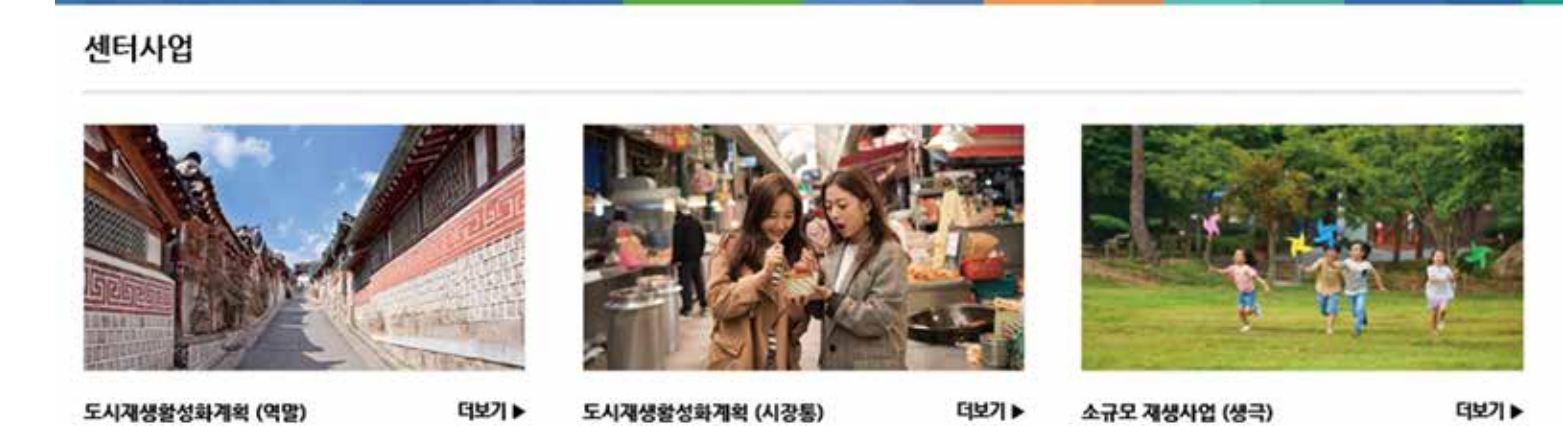 센터사업
도시재생활성화계획 (역말) 더보기 ▶
도시재생활성화계획 (시장통) 더보기 ▶
소규모 재생사업 (생극) 더보기 ▶